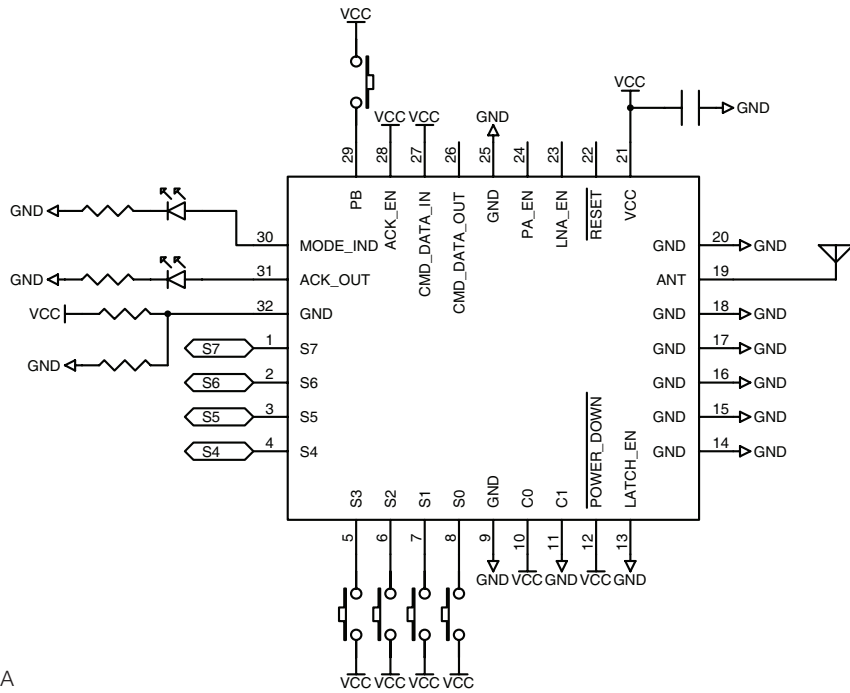 VCC
VCC VCC
GND
VCC
GND
29
28
27
26
25
24
23
22
21
PB
ACK_EN
CMD_DATA_IN
CMD_DATA_OUT
GND
PA_EN
LNA_EN
RESET
VCC
GND
30
MODE_IND
GND
31
ACK_OUT
VCC
32
GND
GND
S7
1
S7
S6
2
S6
S5
3
S5
S4
4
S4
GND
20
GND
ANT
19
GND
18
GND
GND
17
GND
GND
16
GND
GND
15
GND
GND
14
GND
S3
S2
S1
S0
GND
C0
C1
POWER_DOWN
LATCH_EN
5
6
7
8
9
10
11
12
13
GND
VCC
GND
VCC
GND
VCC VCC VCC VCC
A